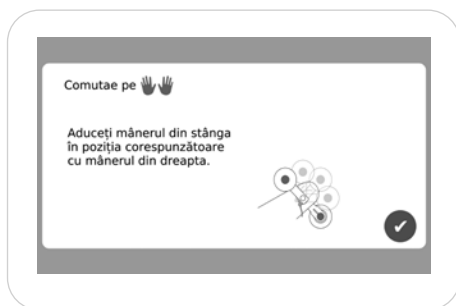 Comutae pe
Aduceți mânerul din stânga
în poziția corespunzătoare
cu mânerul din dreapta.